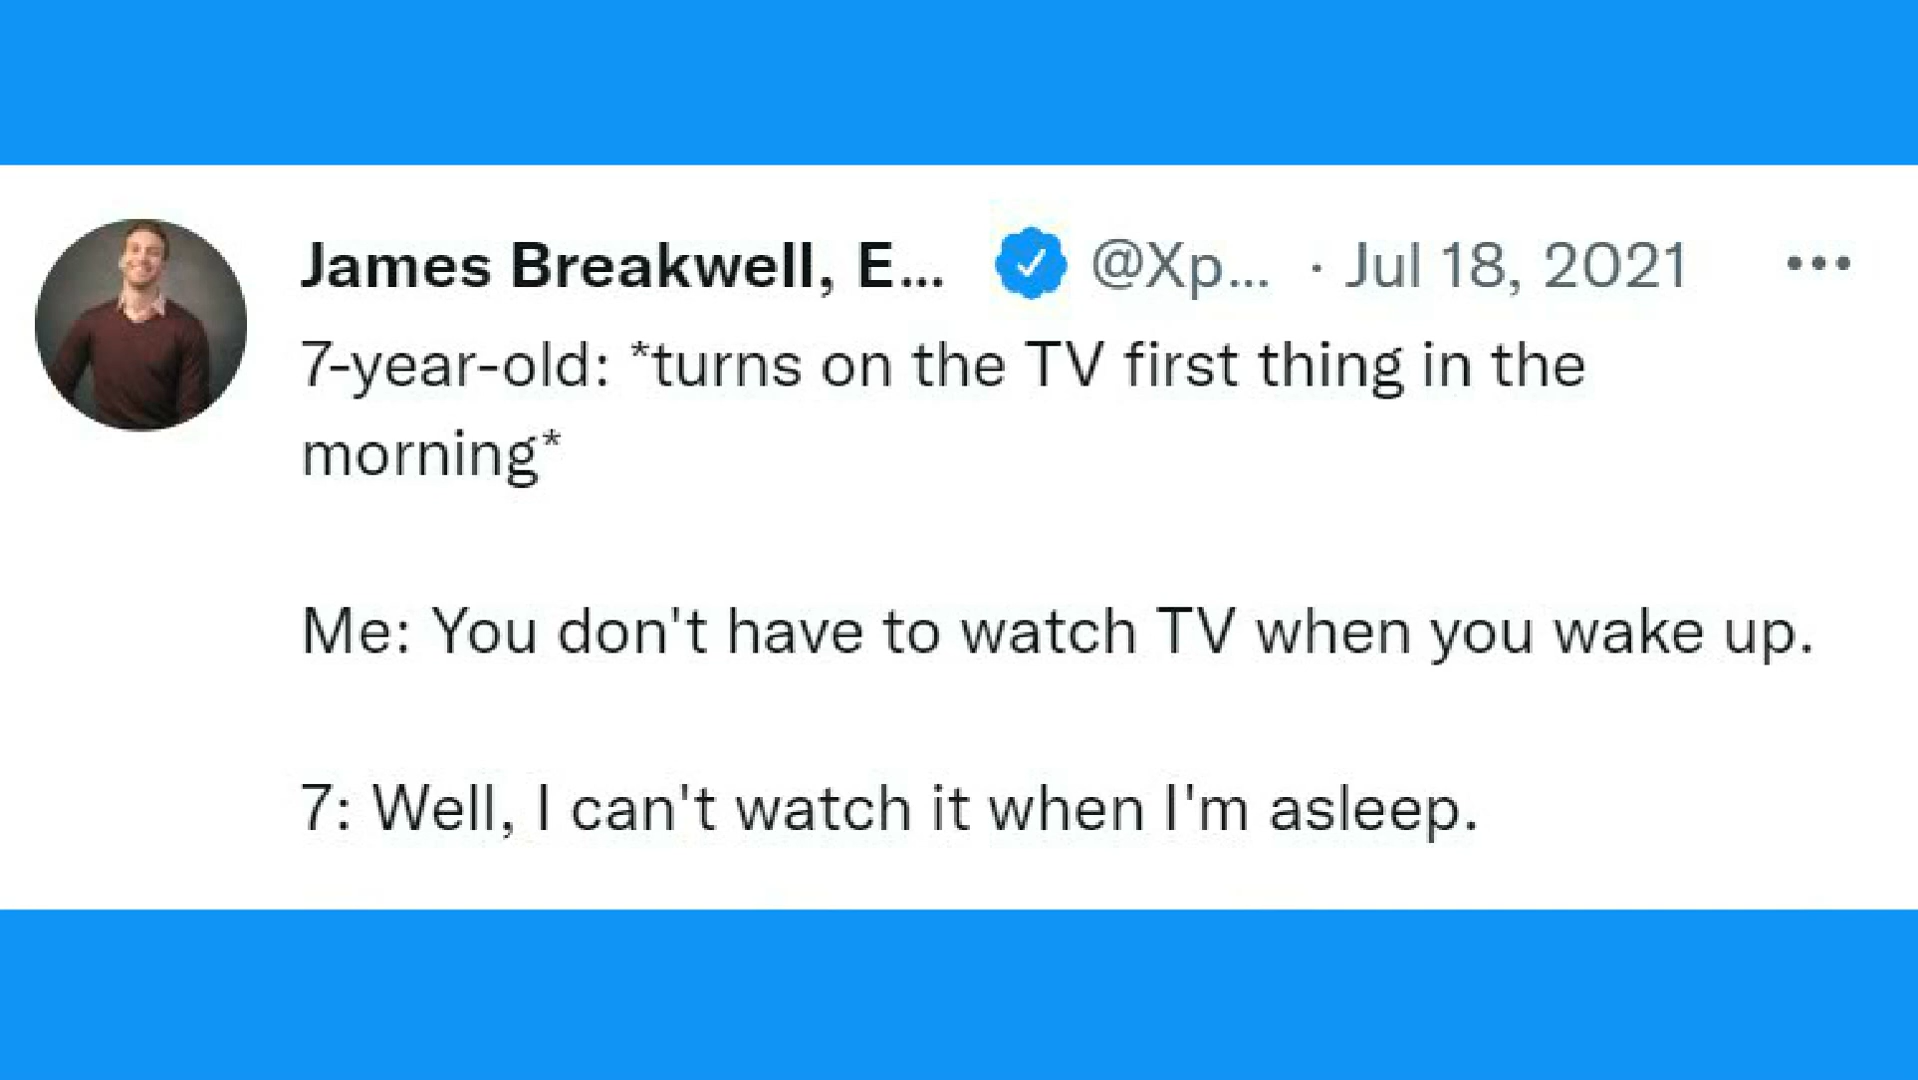 James Breakwell, E... @Xp... · Jul 18, 2021 •••
7-year-old: *turns on the TV first thing in the
morning*
Me: You don't have to watch TV when you wake up.
7: Well, I can't watch it when I'm asleep.